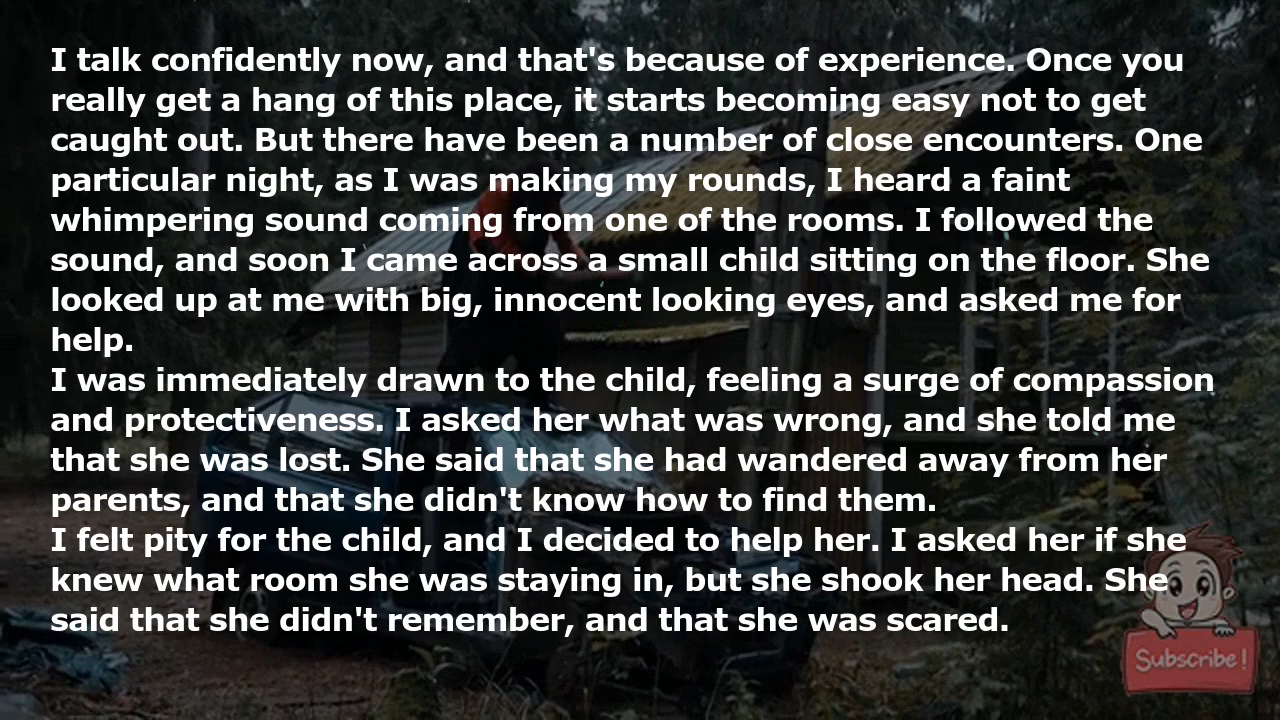 I talk confidently now, and that's because of experience. Once you
really get a hang of this place, it starts becoming easy not to get
caught out. But there have been a number of close encounters. One
particular night, as I was making my rounds, I heard a faint
whimpering sound coming from one of the rooms. I followed the
sound, and soon I came across a small child sitting on the floor. She
looked up at me with big, innocent looking eyes, and asked me for
help.
I was immediately drawn to the child, feeling a surge of compassion
and protectiveness. I asked her what was wrong, and she told me
that she was lost. She said that she had wandered away from her
parents, and that she didn't know how to find them.
I felt pity for the child, and I decided to help her. I asked her if she
knew what room she was staying in, but she shook her head. She
said that she didn't remember, and that she was scared.
Subscribe!